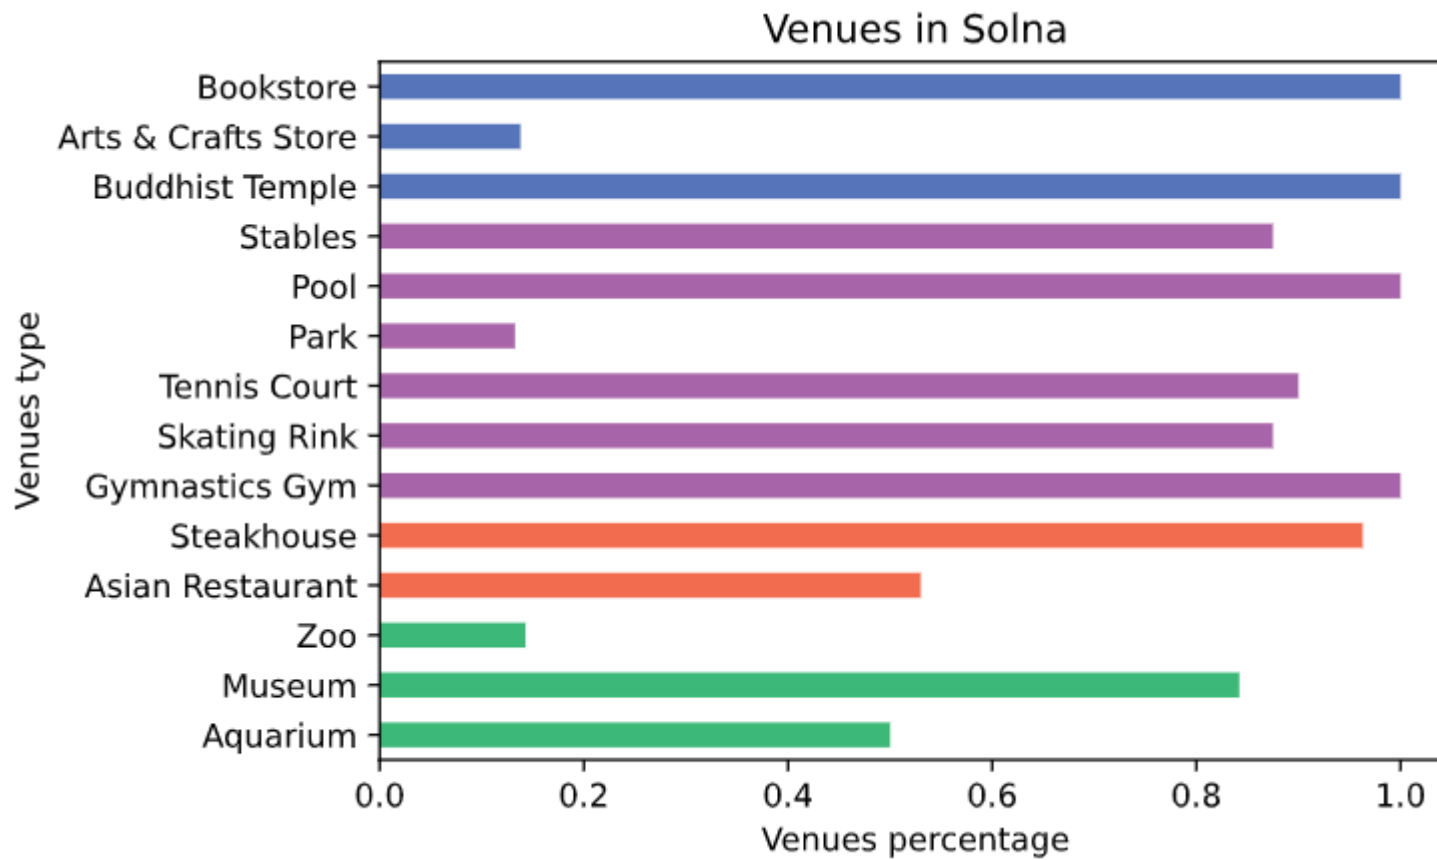 Venues in Solna
Bookstore
Arts & Crafts Store
Buddhist Temple
Stables
Pool
Park
Tennis Court
Skating Rink
Gymnastics Gym
Steakhouse
Asian Restaurant
Zoo
Museum
Aquarium
Venues type
0.0 0.2 0.4 0.6 0.8 1.0
Venues percentage